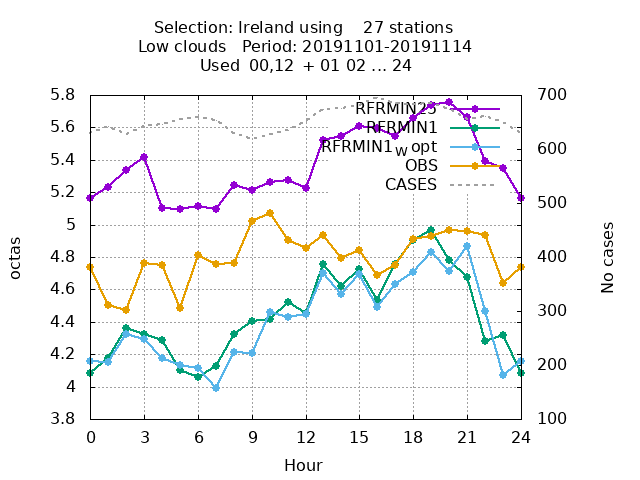 Selection: Ireland using 27 stations
Low clouds Period: 20191101-20191114
Used 00,12 + 01 02 ... 24
5.8
5.6
5.4
5.2
5
4.8
4.6
4.4
4.2
4
3.8
octas
RFRMIN25
RFRMIN1
RFRMIN1w opt
OBS
CASES
700
600
500
400
300
200
100
No cases
0 3 6 9 12 15 18 21 24
Hour